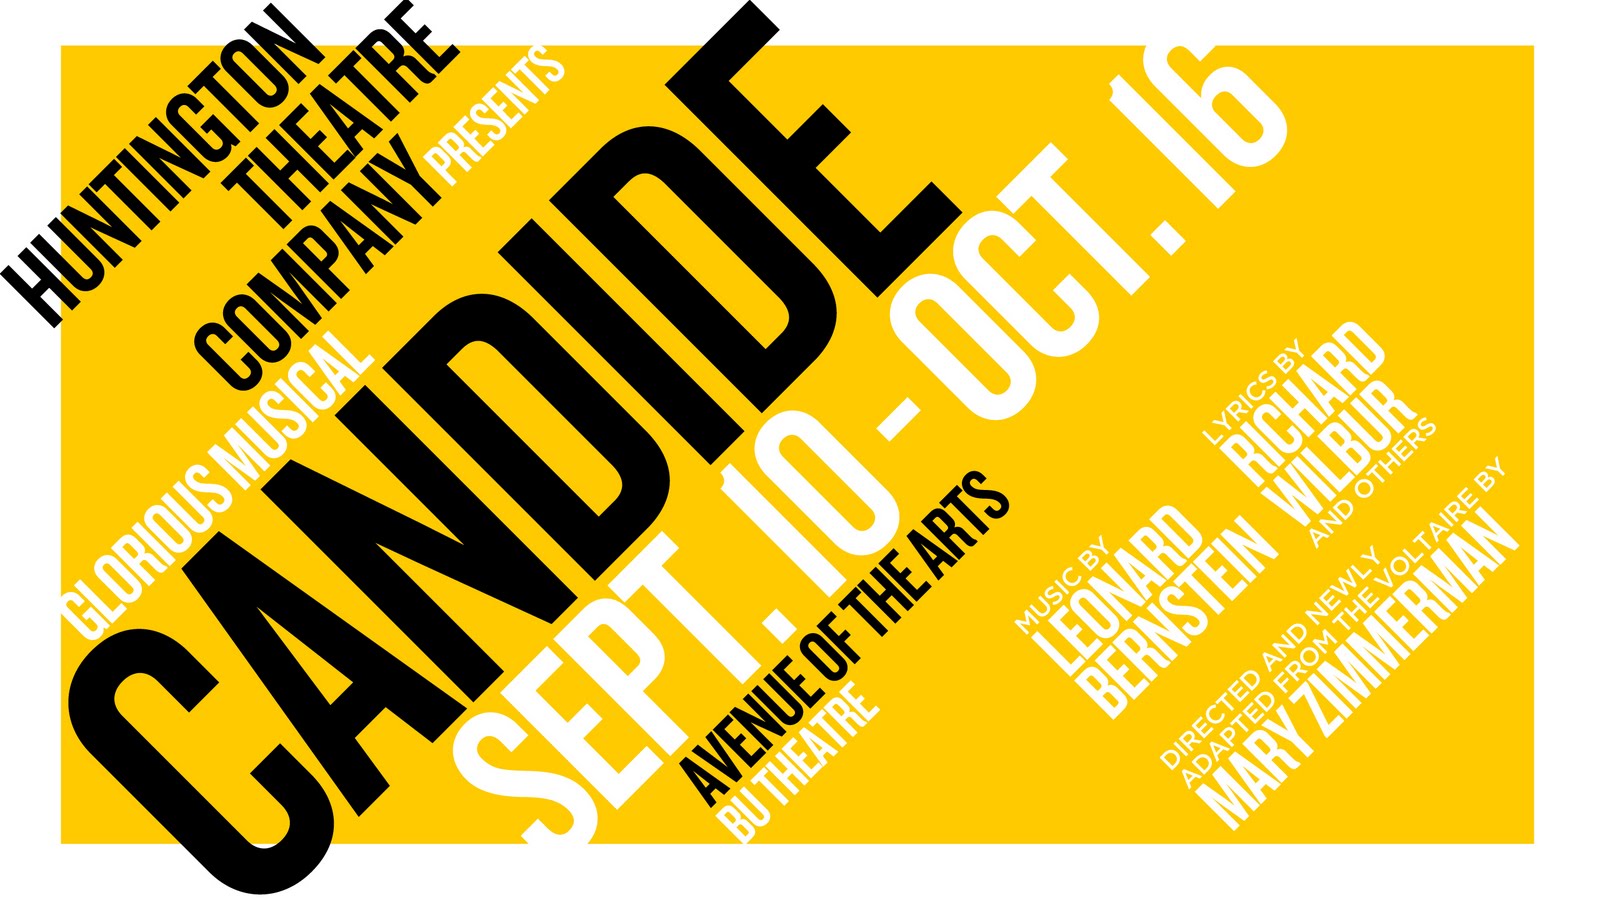 HUNTINGTON
THEATRE
COMPANY PRESENTS
GLORIOUS MUSICAL
CANDIDE
SEPT. 10 - OCT. 16
AVENUE OF THE ARTS
BU THEATRE
MUSIC BY
LEONARD
BERNSTEIN
LYRICS BY
RICHARD
WILBUR
AND OTHERS
DIRECTED AND NEWLY
ADAPTED FROM THE VOLTAIRE BY
MARY ZIMMERMAN